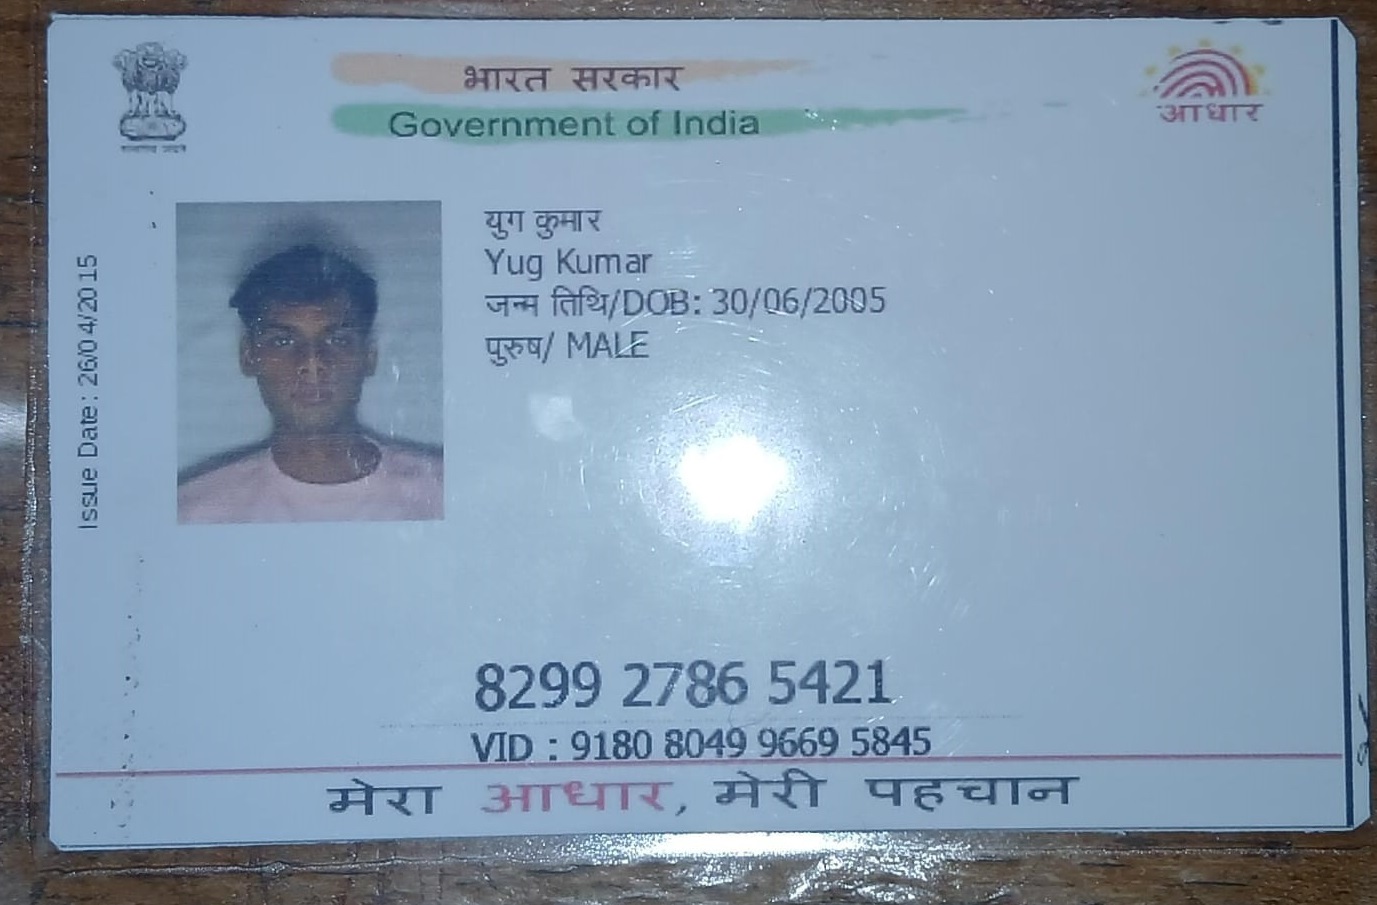 भारत सरकार
Government of India
आधार
Issue Date: 26/04/2015
युग कुमार
Yug Kumar
जन्म तिथि/DOB: 30/06/2005
पुरुष/ MALE
8299 2786 5421
VID : 9180 8049 9669 5845
मेरा आधार, मेरी पहचान